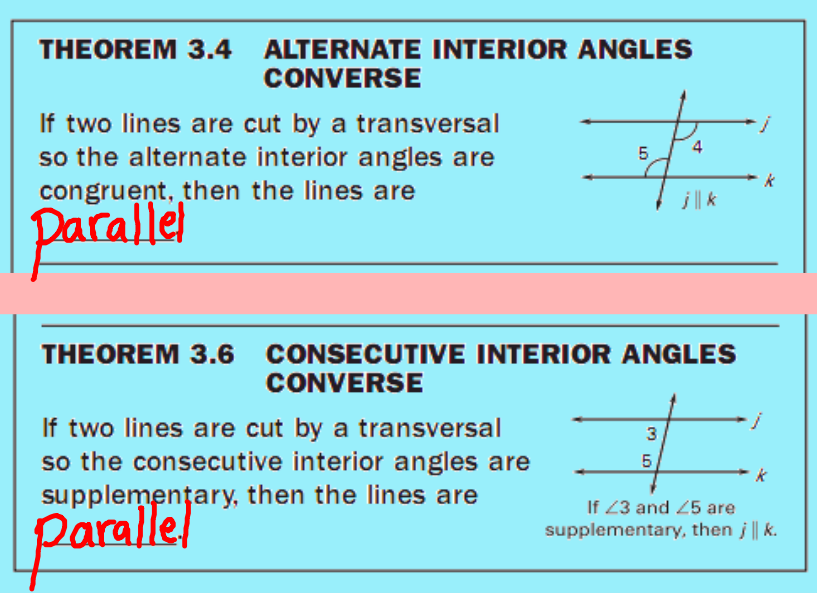 THEOREM 3.4 ALTERNATE INTERIOR ANGLES
CONVERSE
If two lines are cut by a transversal
so the alternate interior angles are
congruent, then the lines are
parallel
j
4
5
k
j ∥ k
THEOREM 3.6 CONSECUTIVE INTERIOR ANGLES
CONVERSE
If two lines are cut by a transversal
so the consecutive interior angles are
supplementary, then the lines are
parallel.
j
3
5
k
If ∠3 and ∠5 are
supplementary, then j ∥ k.